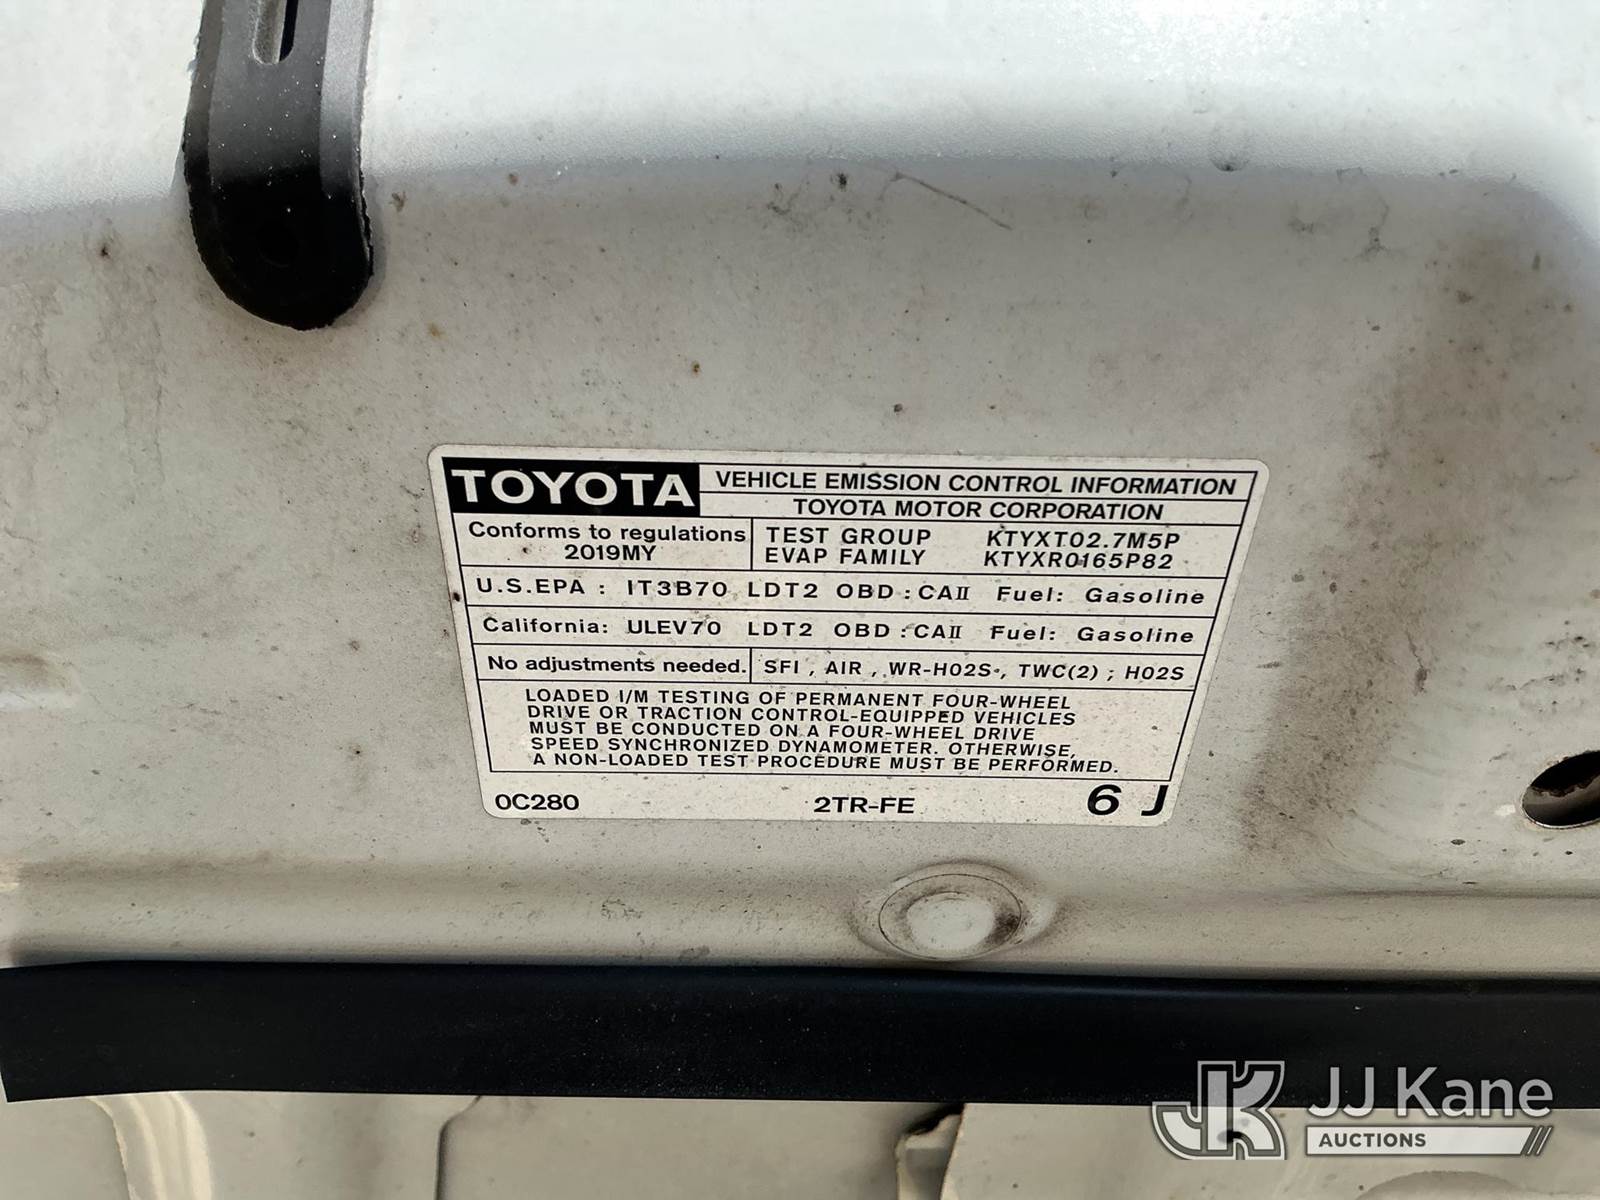 TOYOTA
VEHICLE EMISSION CONTROL INFORMATION
TOYOTA MOTOR CORPORATION
Conforms to regulations
2019MY
TEST GROUP KTYXT02.7M5P
EVAP FAMILY KTYXR0165P82
U.S.EPA : IT3B70 LDT2 OBD : CAII Fuel: Gasoline
California: ULEV70 LDT2 OBD : CAII Fuel: Gasoline
No adjustments needed.
SFI , AIR , WR-HO2S , TWC(2) ; HO2S
LOADED I/M TESTING OF PERMANENT FOUR-WHEEL
DRIVE OR TRACTION CONTROL-EQUIPPED VEHICLES
MUST BE CONDUCTED ON A FOUR-WHEEL DRIVE
SPEED SYNCHRONIZED DYNAMOMETER. OTHERWISE,
A NON-LOADED TEST PROCEDURE MUST BE PERFORMED.
0C280 2TR-FE 6 J
JK JJ Kane
AUCTIONS